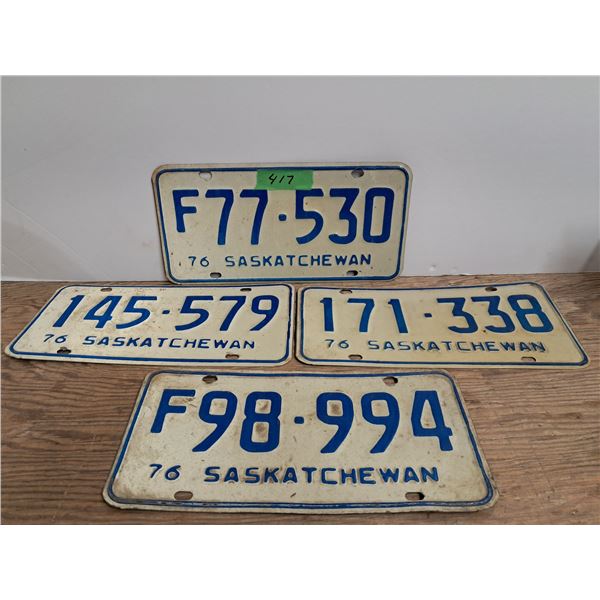 417
F77·530
76 SASKATCHEWAN
145·579
76 SASKATCHEWAN
171·338
76 SASKATCHEWAN
F98·994
76 SASKATCHEWAN